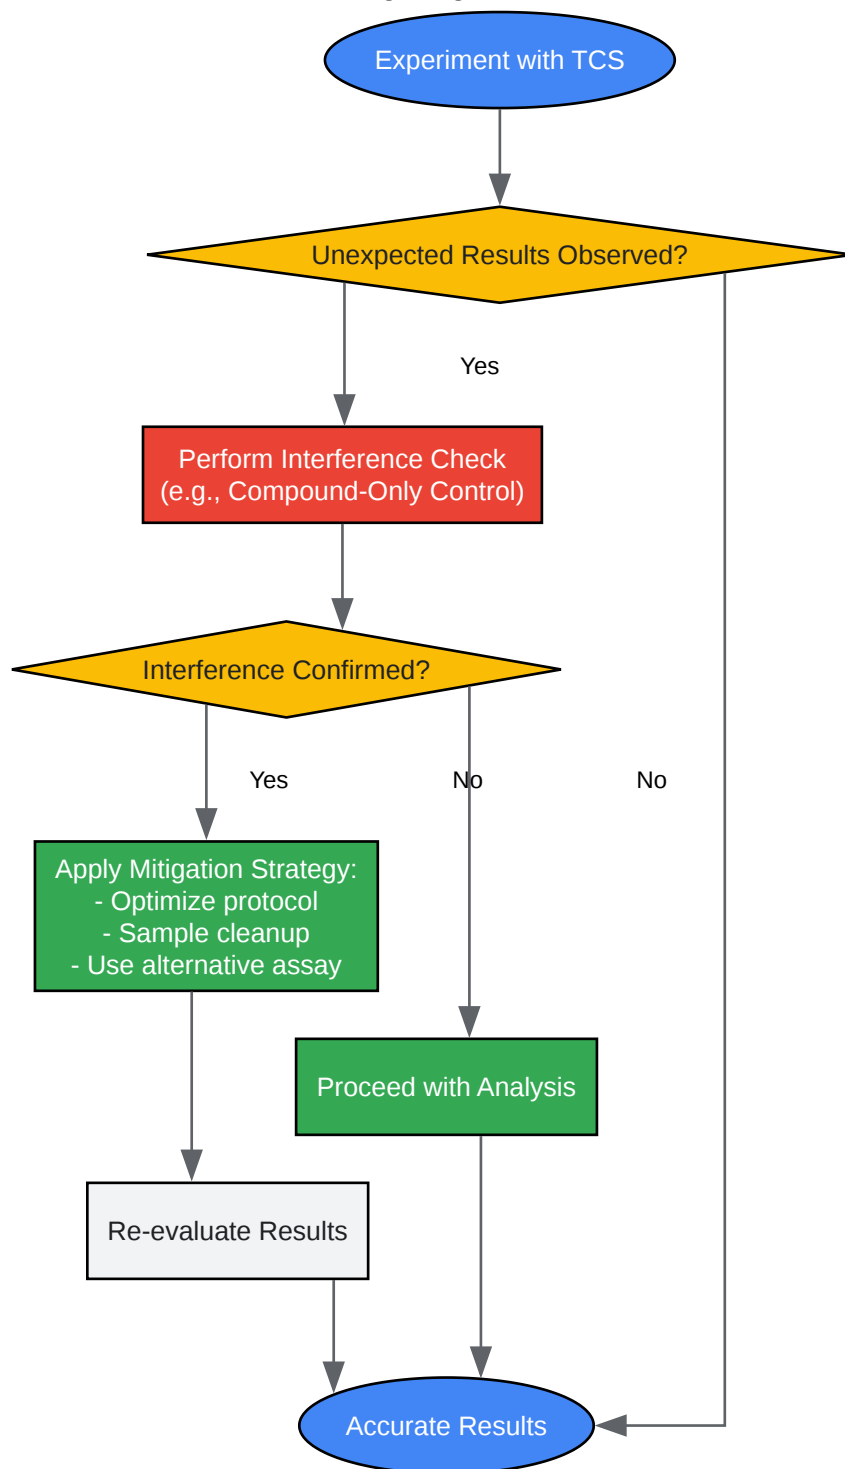 Experiment with TCS
Unexpected Results Observed?
Yes
Perform Interference Check
(e.g., Compound-Only Control)
Interference Confirmed?
Yes
No
No
Apply Mitigation Strategy:
- Optimize protocol
- Sample cleanup
- Use alternative assay
Proceed with Analysis
Re-evaluate Results
Accurate Results